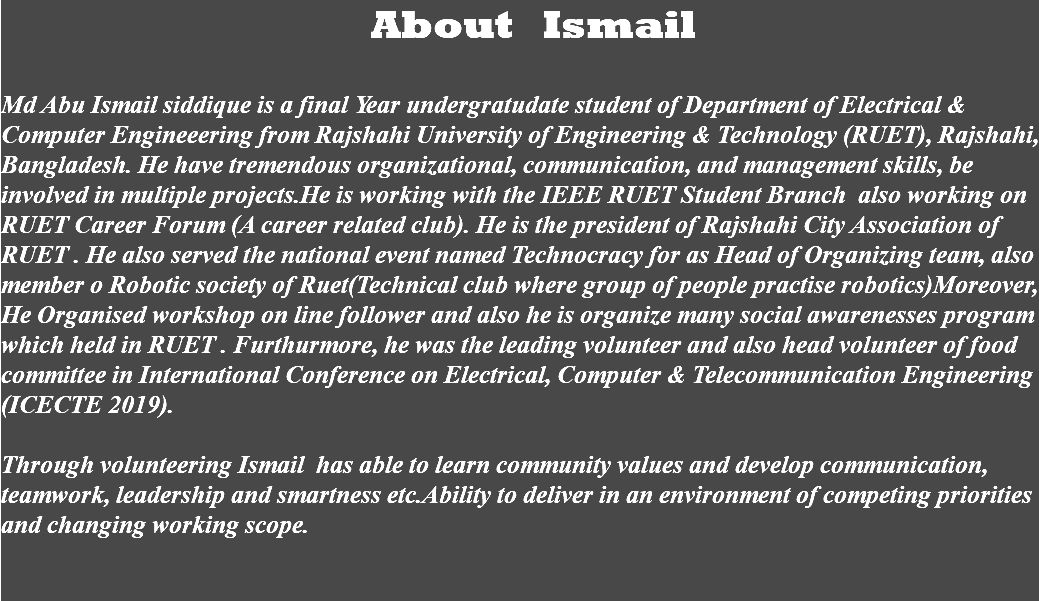 About Ismail
Md Abu Ismail siddique is a final Year undergratudate student of Department of Electrical &
Computer Engineeering from Rajshahi University of Engineering & Technology (RUET), Rajshahi,
Bangladesh. He have tremendous organizational, communication, and management skills, be
involved in multiple projects.He is working with the IEEE RUET Student Branch also working on
RUET Career Forum (A career related club). He is the president of Rajshahi City Association of
RUET . He also served the national event named Technocracy for as Head of Organizing team, also
member o Robotic society of Ruet(Technical club where group of people practise robotics)Moreover,
He Organised workshop on line follower and also he is organize many social awarenesses program
which held in RUET . Furthurmore, he was the leading volunteer and also head volunteer of food
committee in International Conference on Electrical, Computer & Telecommunication Engineering
(ICECTE 2019).
Through volunteering Ismail has able to learn community values and develop communication,
teamwork, leadership and smartness etc.Ability to deliver in an environment of competing priorities
and changing working scope.